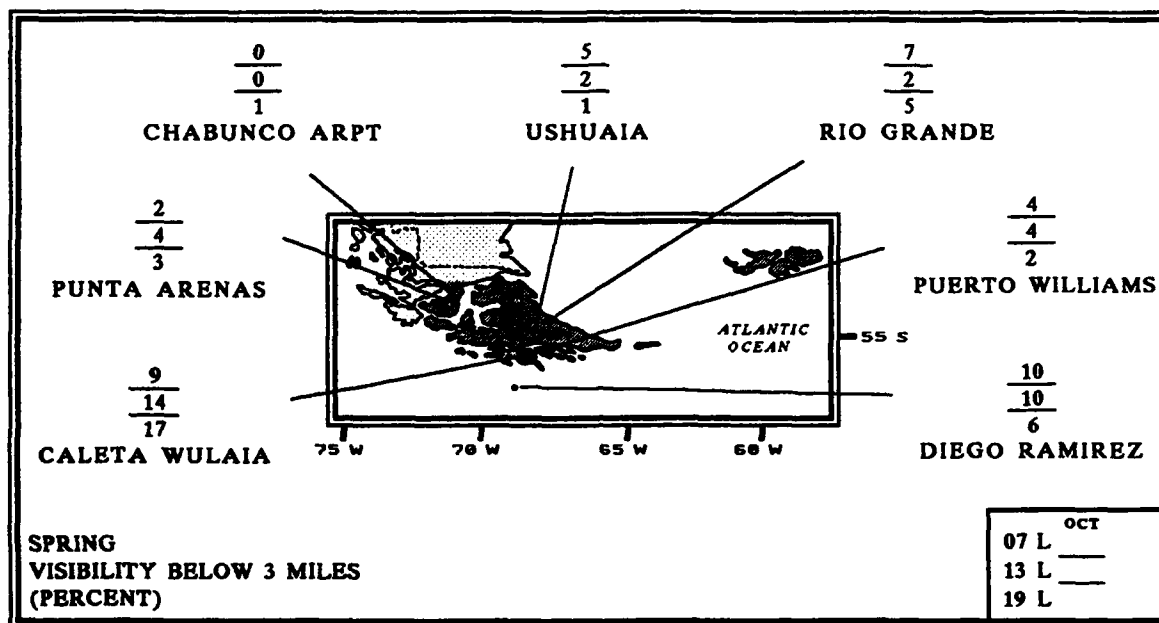 0
0
1
CHABUNCO ARPT
5
2
1
USHUAIA
7
2
5
RIO GRANDE
2
4
3
PUNTA ARENAS
4
4
2
PUERTO WILLIAMS
ATLANTIC
OCEAN
55 S
9
14
17
CALETA WULAIA
10
10
6
DIEGO RAMIREZ
75 W 70 W 65 W 60 W
SPRING
VISIBILITY BELOW 3 MILES
(PERCENT)
OCT
07 L
13 L
19 L